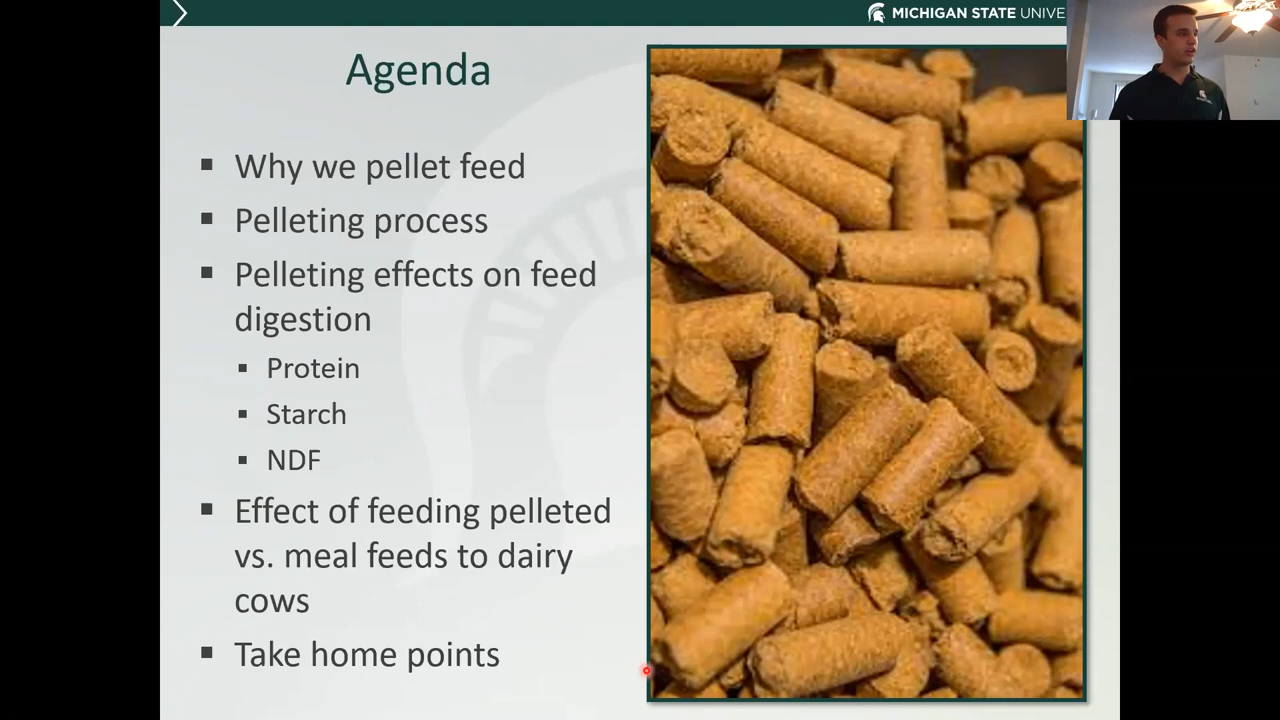 MICHIGAN STATE UNIVE
Agenda
▪ Why we pellet feed
▪ Pelleting process
▪ Pelleting effects on feed
digestion
▪ Protein
▪ Starch
▪ NDF
▪ Effect of feeding pelleted
vs. meal feeds to dairy
cows
▪ Take home points